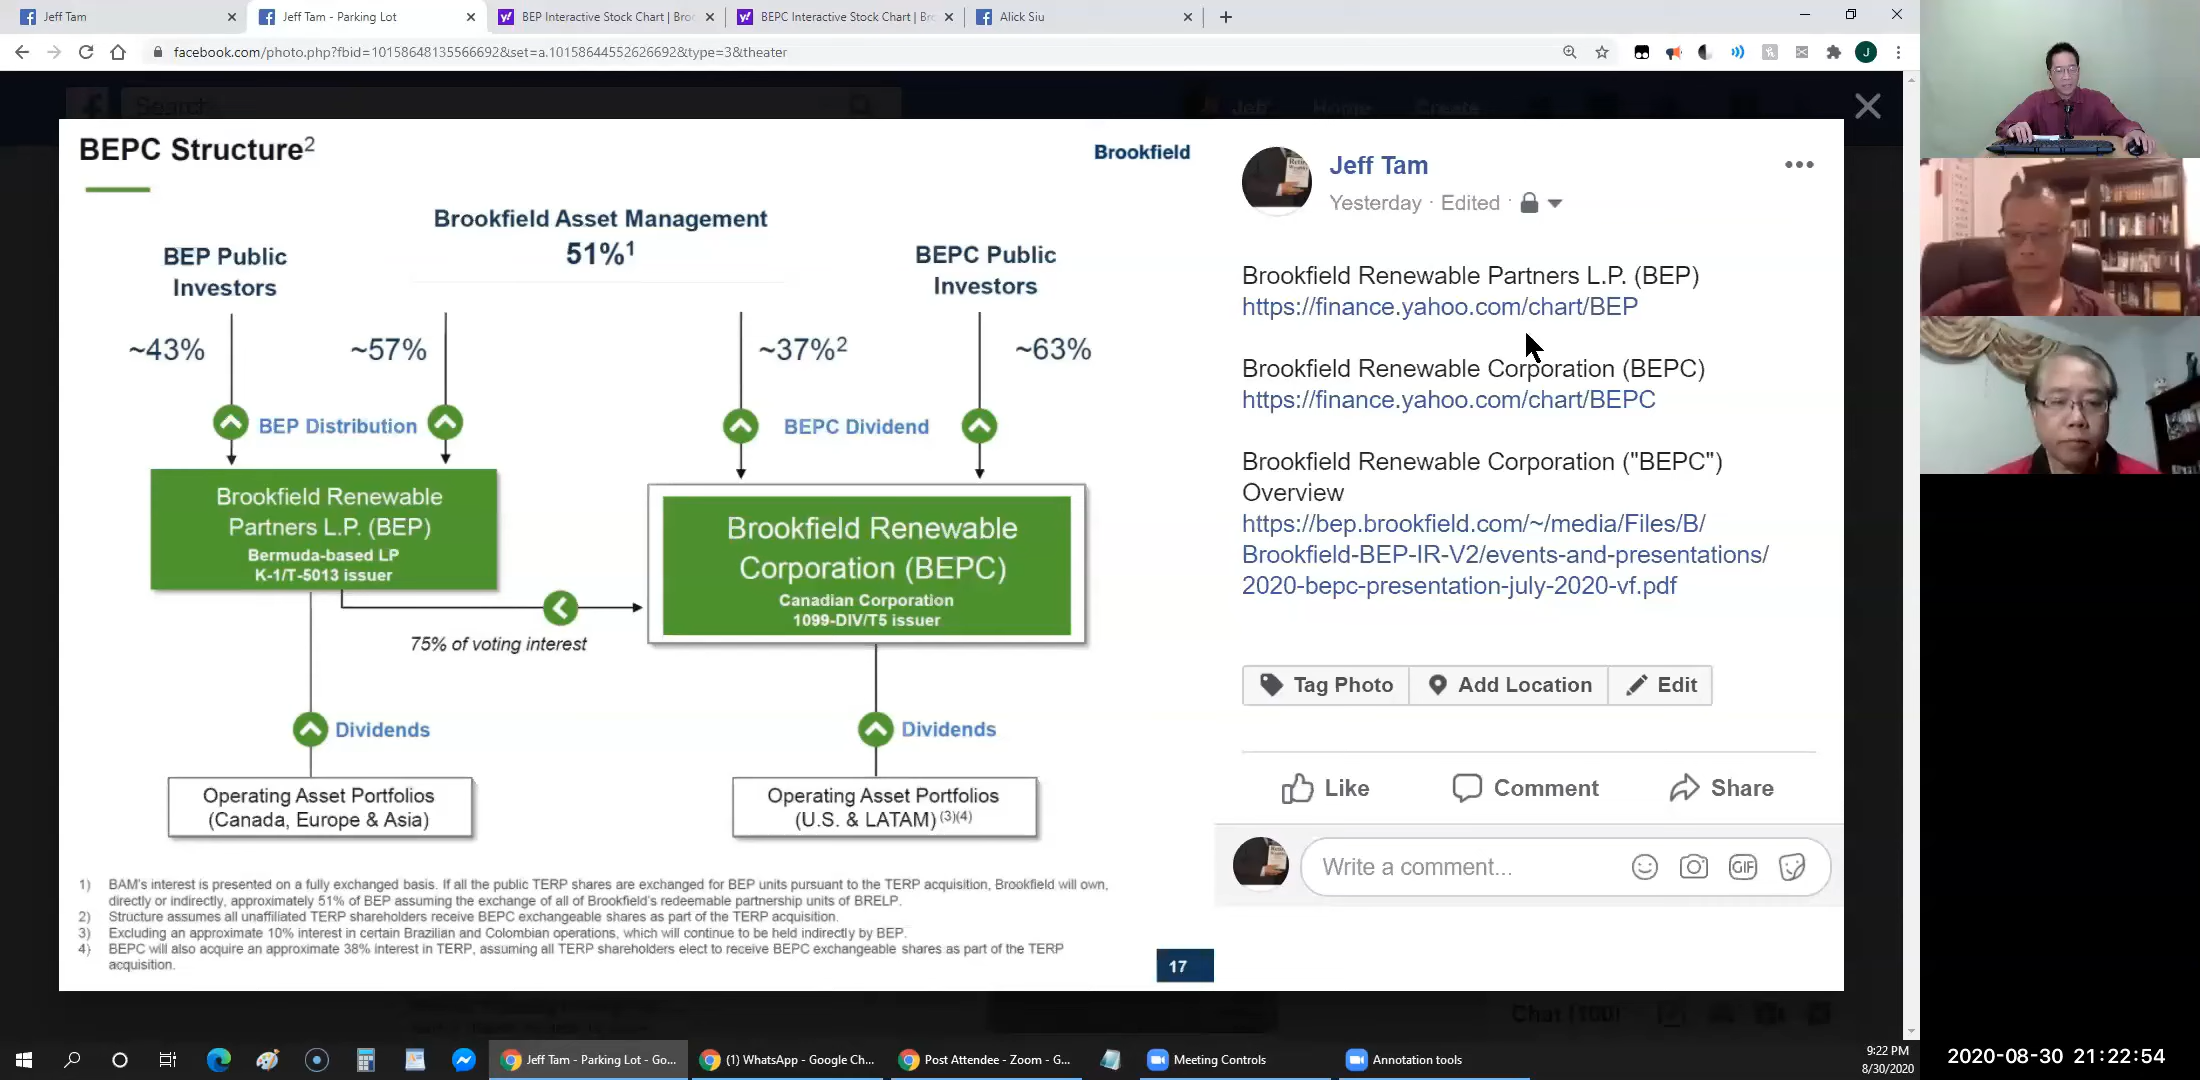 Jeff Tam
Jeff Tam - Parking Lot
BEP Interactive Stock Chart | Broo
BEPC Interactive Stock Chart | Bro
Alick Siu
facebook.com/photo.php?fbid=10158648135566692&set=a.10158644552626692&type=3&theater
J
Search
Jeff
Home
Create
BEPC Structure2
Brookfield
Brookfield Asset Management
51%1
BEP Public
Investors
BEPC Public
Investors
~43%
~57%
~37%2
~63%
BEP Distribution
BEPC Dividend
Brookfield Renewable
Partners L.P. (BEP)
Bermuda-based LP
K-1/T-5013 issuer
Brookfield Renewable
Corporation (BEPC)
Canadian Corporation
1099-DIV/T5 issuer
75% of voting interest
Dividends
Dividends
Operating Asset Portfolios
(Canada, Europe & Asia)
Operating Asset Portfolios
(U.S. & LATAM) (3)(4)
1) BAM's interest is presented on a fully exchanged basis. If all the public TERP shares are exchanged for BEP units pursuant to the TERP acquisition, Brookfield will own,
directly or indirectly, approximately 51% of BEP assuming the exchange of all of Brookfield's redeemable partnership units of BRELP.
2) Structure assumes all unaffiliated TERP shareholders receive BEPC exchangeable shares as part of the TERP acquisition.
3) Excluding an approximate 10% interest in certain Brazilian and Colombian operations, which will continue to be held indirectly by BEP.
4) BEPC will also acquire an approximate 38% interest in TERP, assuming all TERP shareholders elect to receive BEPC exchangeable shares as part of the TERP
acquisition.
17
Jeff Tam
Yesterday · Edited ·
Brookfield Renewable Partners L.P. (BEP)
https://finance.yahoo.com/chart/BEP
Brookfield Renewable Corporation (BEPC)
https://finance.yahoo.com/chart/BEPC
Brookfield Renewable Corporation ("BEPC")
Overview
https://bep.brookfield.com/~/media/Files/B/
Brookfield-BEP-IR-V2/events-and-presentations/
2020-bepc-presentation-july-2020-vf.pdf
Tag Photo
Add Location
Edit
Like
Comment
Share
Write a comment...
GIF
Chat (100)
Jeff Tam - Parking Lot - Go...
(1) WhatsApp - Google Ch...
Post Attendee - Zoom - G...
Meeting Controls
Annotation tools
9:22 PM
8/30/2020
2020-08-30 21:22:54